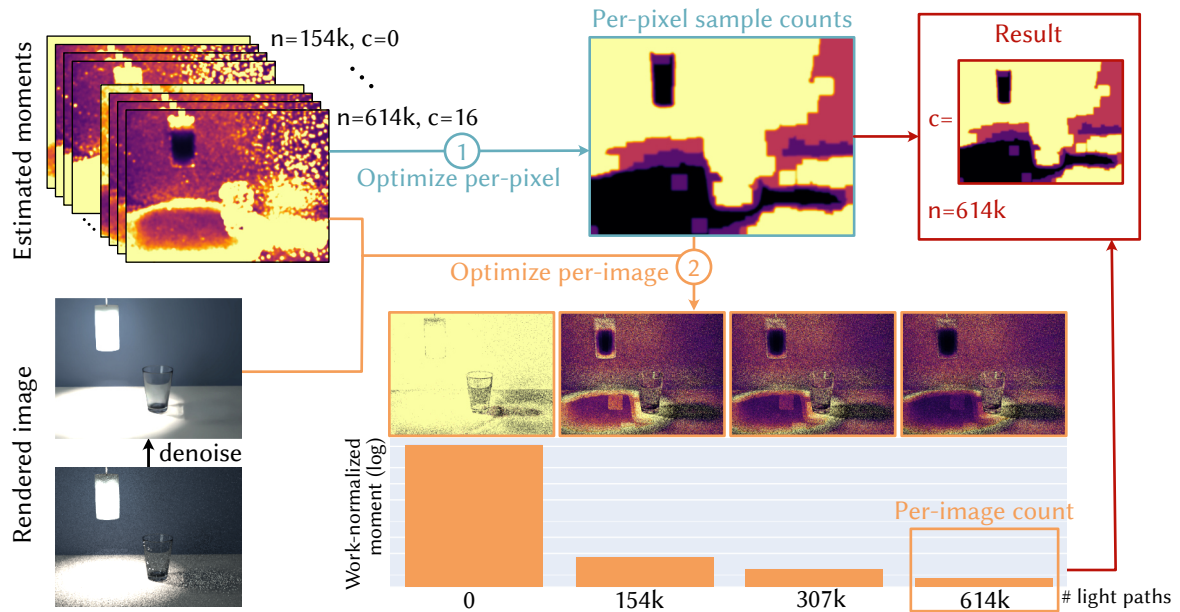 Estimated moments
n=154k, c=0
n=614k, c=16
1
Optimize per-pixel
Per-pixel sample counts
Result
c=
n=614k
Optimize per-image
2
Rendered image
denoise
Work-normalized
moment (log)
Per-image count
0
154k
307k
614k
# light paths